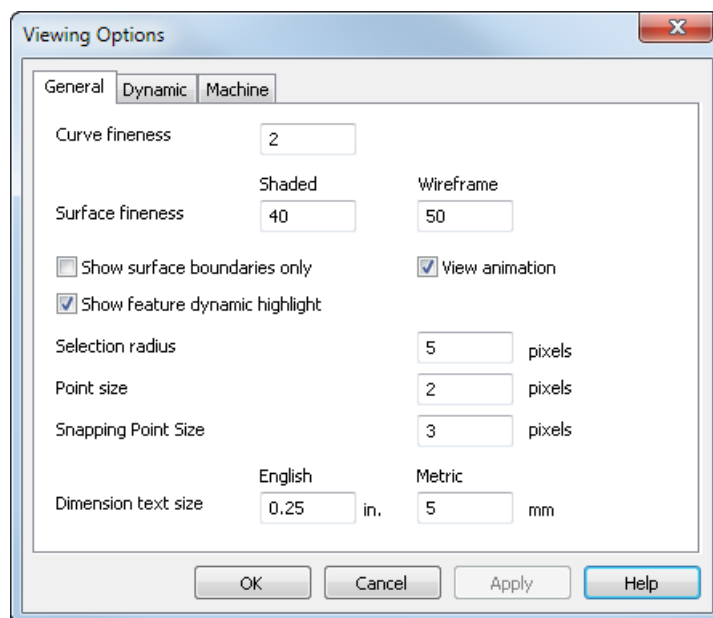 Viewing Options
General Dynamic Machine
Curve fineness 2
Shaded Wireframe
Surface fineness 40 50
Show surface boundaries only View animation
Show feature dynamic highlight
Selection radius 5 pixels
Point size 2 pixels
Snapping Point Size 3 pixels
English Metric
Dimension text size 0.25 in. 5 mm
OK Cancel Apply Help